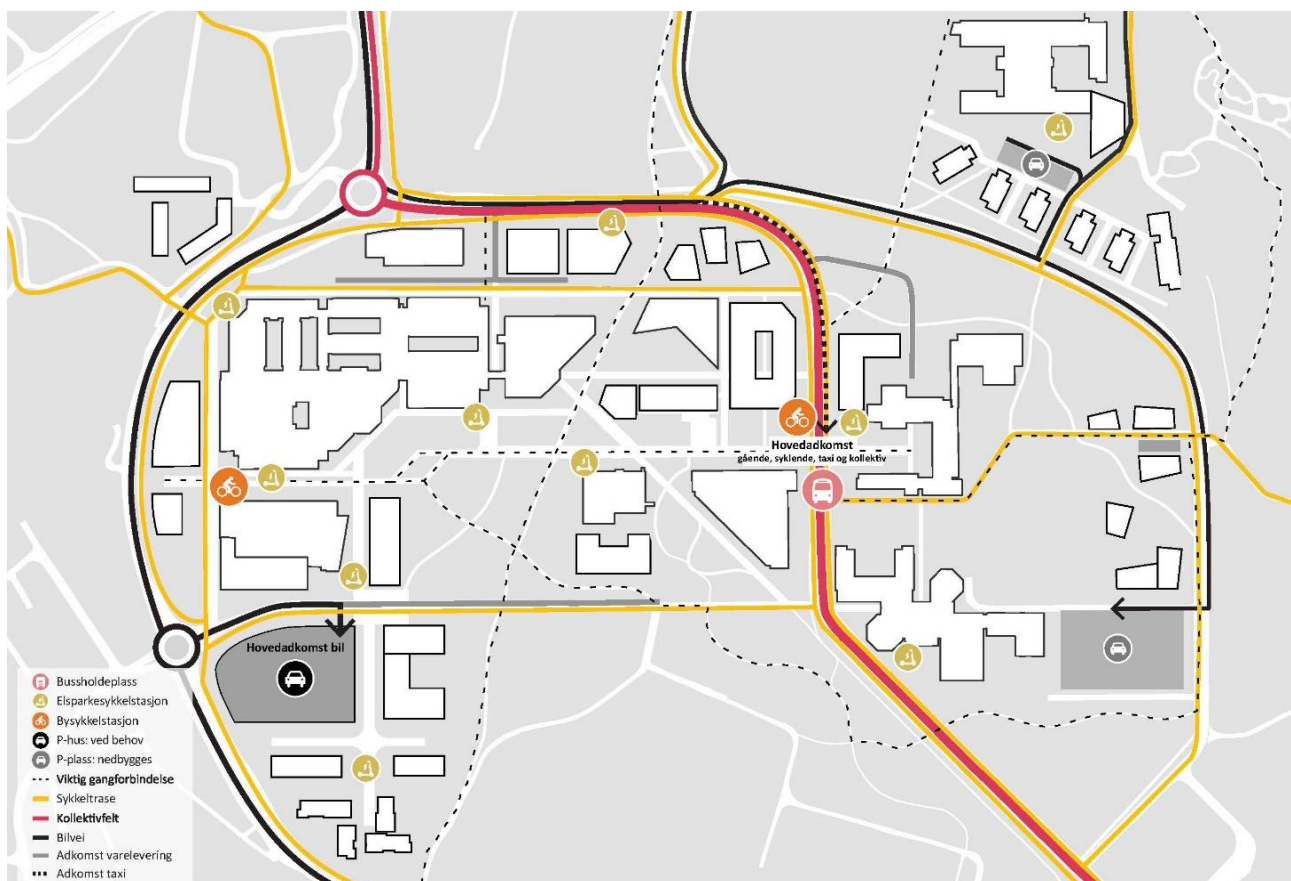 Hovedadkomst
gående, syklende, taxi og kollektiv
Hovedadkomst bil
Bussholdeplass
Elsparkesykkelstasjon
Bysykkelstasjon
P-hus: ved behov
P-plass: nedbygges
Viktig gangforbindelse
Sykkeltrase
Kollektivfelt
Bilvei
Adkomst varelevering
Adkomst taxi